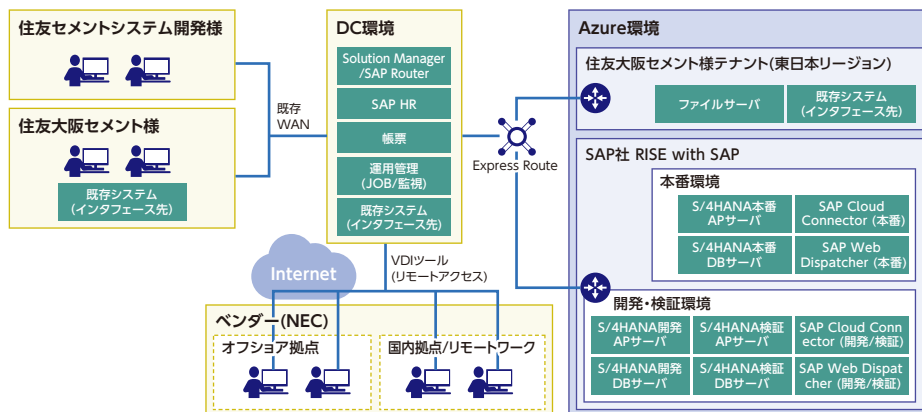 住友セメントシステム開発様
住友大阪セメント様
既存システム
(インタフェース先)
既存
WAN
DC環境
Solution Manager
/SAP Router
SAP HR
帳票
運用管理
(JOB/監視)
既存システム
(インタフェース先)
Express Route
Internet
VDIツール
(リモートアクセス)
ベンダー(NEC)
オフショア拠点
国内拠点/リモートワーク
Azure環境
住友大阪セメント様テナント(東日本リージョン)
ファイルサーバ
既存システム
(インタフェース先)
SAP社 RISE with SAP
本番環境
S/4HANA本番
APサーバ
SAP Cloud
Connector (本番)
S/4HANA本番
DBサーバ
SAP Web
Dispatcher (本番)
開発・検証環境
S/4HANA開発
APサーバ
S/4HANA検証
APサーバ
SAP Cloud Conn
ector (開発/検証)
S/4HANA開発
DBサーバ
S/4HANA検証
DBサーバ
SAP Web Dispat
cher (開発/検証)